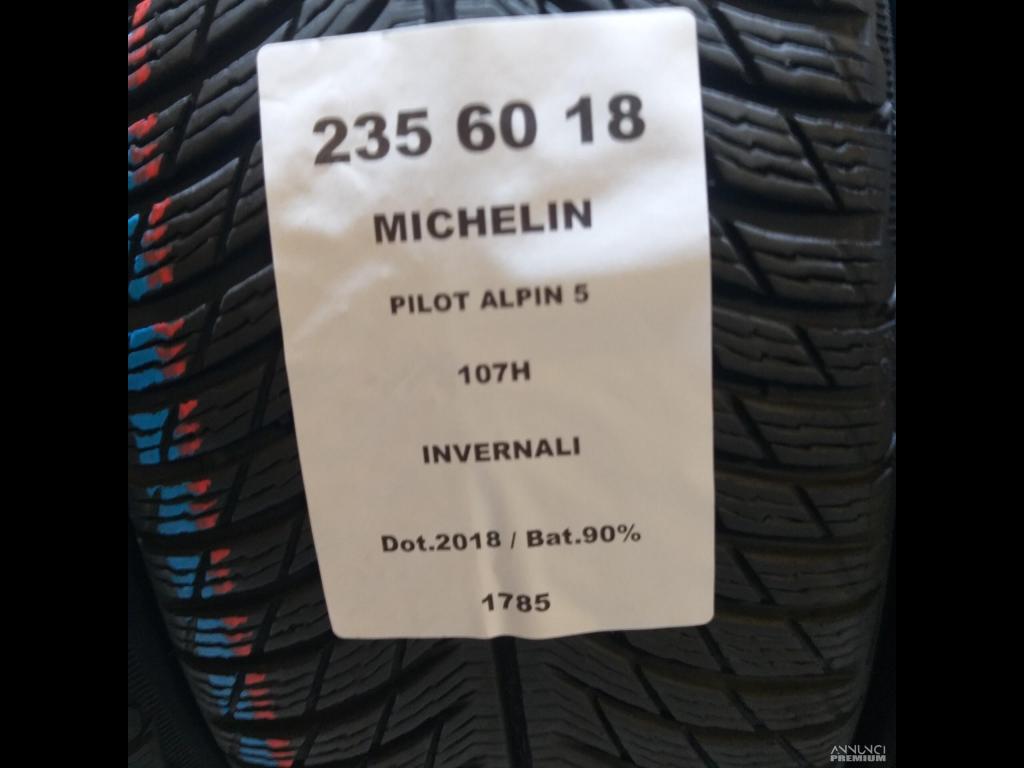 235 60 18
MICHELIN
PILOT ALPIN 5
107H
INVERNALI
Dot.2018 / Bat.90%
1785
ANNUNCI
PREMIUM